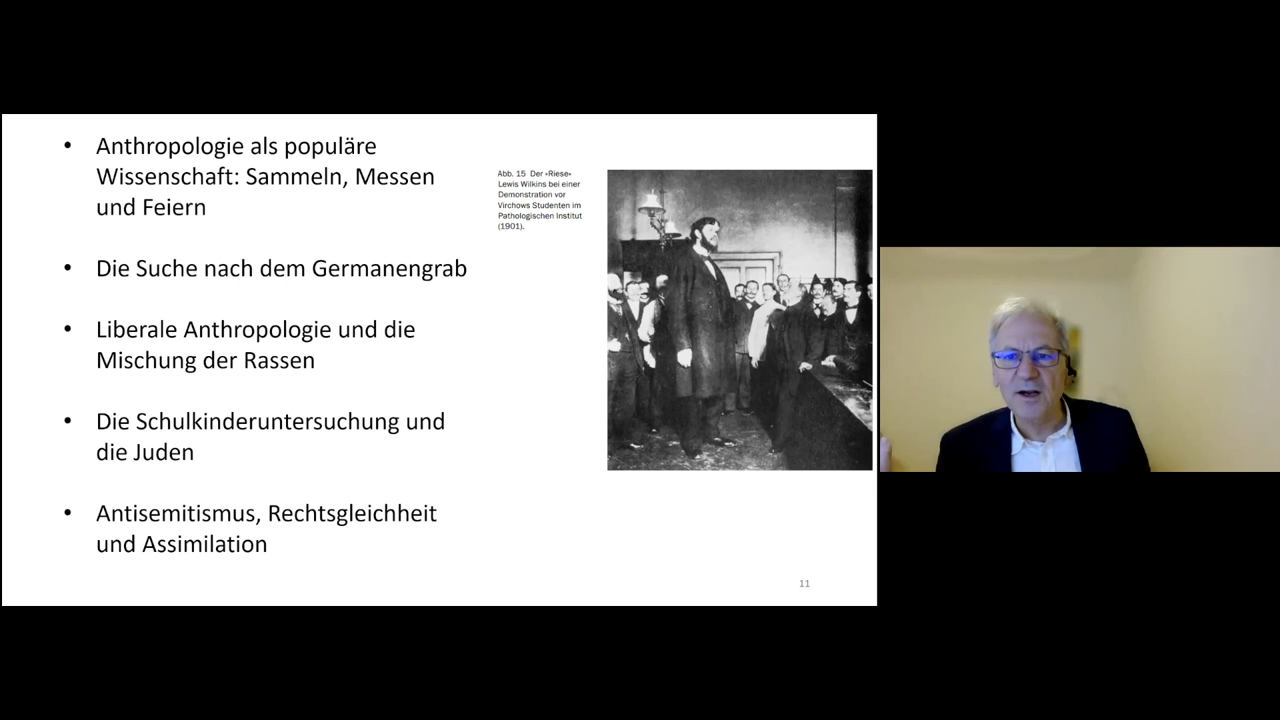 • Anthropologie als populäre
Wissenschaft: Sammeln, Messen
und Feiern
• Die Suche nach dem Germanengrab
• Liberale Anthropologie und die
Mischung der Rassen
• Die Schulkinderuntersuchung und
die Juden
• Antisemitismus, Rechtsgleichheit
und Assimilation
Abb. 15 Der «Riese»
Lewis Wilkins bei einer
Demonstration vor
Virchows Studenten im
Pathologischen Institut
(1901).
11